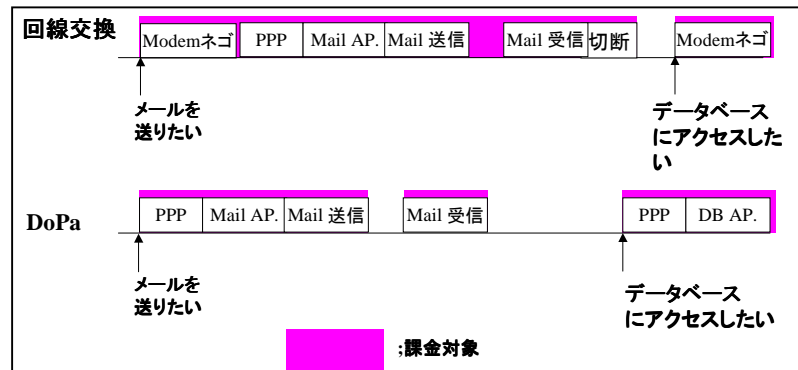 回線交換
Modemネゴ PPP Mail AP. Mail 送信 Mail 受信 切断 Modemネゴ
メールを
送りたい
データベース
にアクセスした
い
DoPa
PPP Mail AP. Mail 送信 Mail 受信 PPP DB AP.
メールを
送りたい
データベース
にアクセスしたい
;課金対象